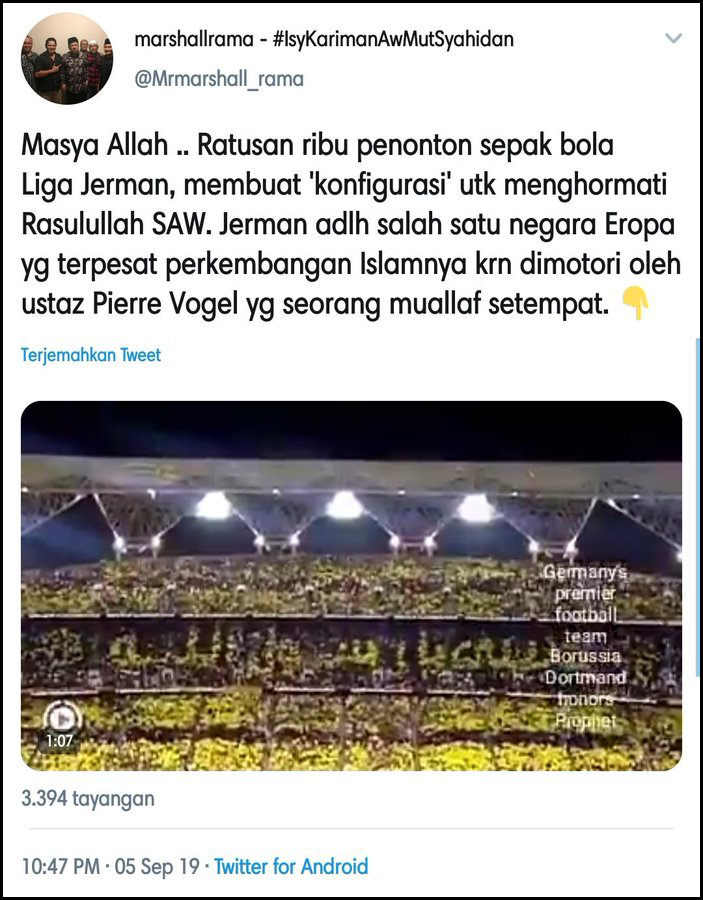 marshallrama - #IsyKarimanAwMutSyahidan
@Mrmarshall_rama
Masya Allah .. Ratusan ribu penonton sepak bola
Liga Jerman, membuat 'konfigurasi' utk menghormati
Rasulullah SAW. Jerman adlh salah satu negara Eropa
yg terpesat perkembangan Islamnya krn dimotori oleh
ustaz Pierre Vogel yg seorang muallaf setempat. 👇
Terjemahkan Tweet
Germany's
premier
football
team
Borussia
Dortmand
honors
Prophet
1:07
3.394 tayangan
10:47 PM · 05 Sep 19 · Twitter for Android